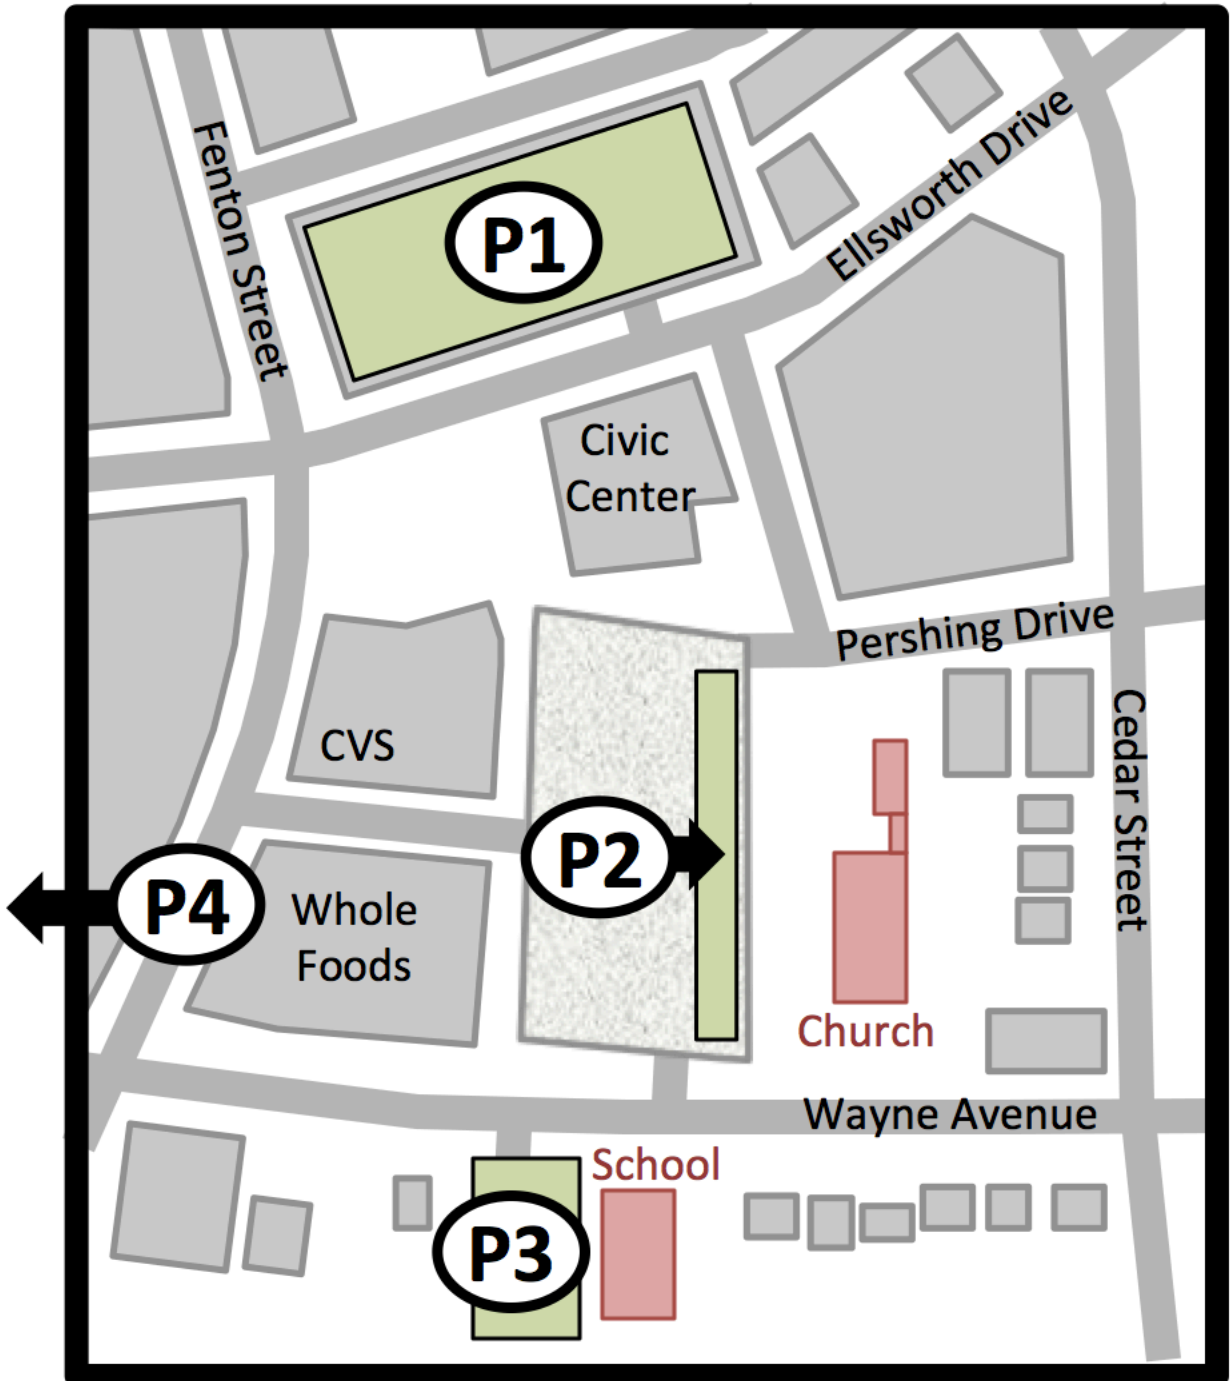 Fenton Street
P1
Ellsworth Drive
Civic
Center
Pershing Drive
CVS
Cedar Street
P2
P4
Whole
Foods
Church
Wayne Avenue
School
P3